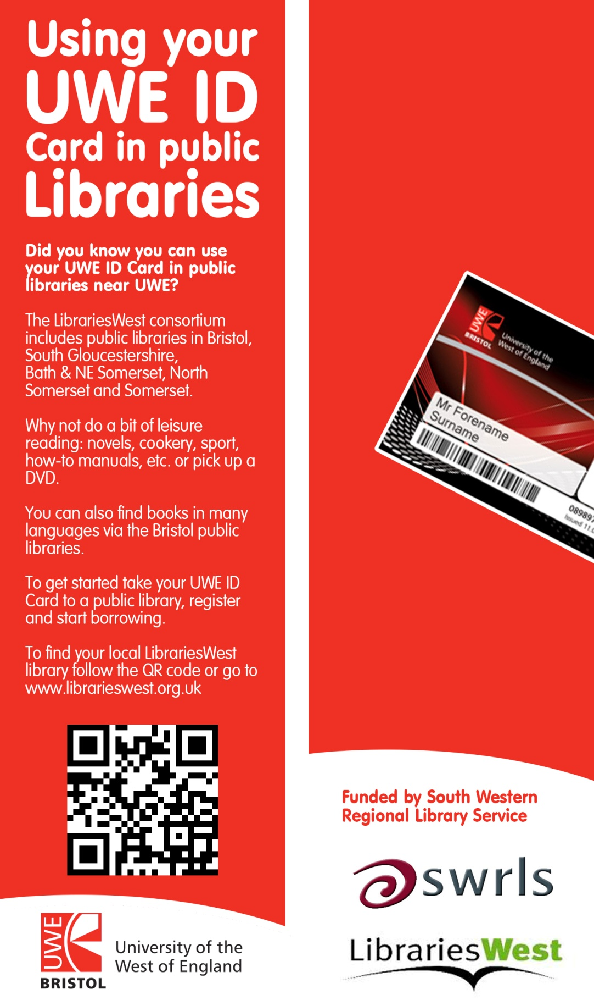 Using your
UWE ID
Card in public
Libraries
Did you know you can use
your UWE ID Card in public
libraries near UWE?
The LibrariesWest consortium
includes public libraries in Bristol,
South Gloucestershire,
Bath & NE Somerset, North
Somerset and Somerset.
Why not do a bit of leisure
reading: novels, cookery, sport,
how-to manuals, etc. or pick up a
DVD.
You can also find books in many
languages via the Bristol public
libraries.
To get started take your UWE ID
Card to a public library, register
and start borrowing.
To find your local LibrariesWest
library follow the QR code or go to
www.librarieswest.org.uk
UWE
BRISTOL
University of the
West of England
UWE
BRISTOL
University of the
West of England
Mr Forename
Surname
08989
Issued 11.
Funded by South Western
Regional Library Service
swrls
LibrariesWest